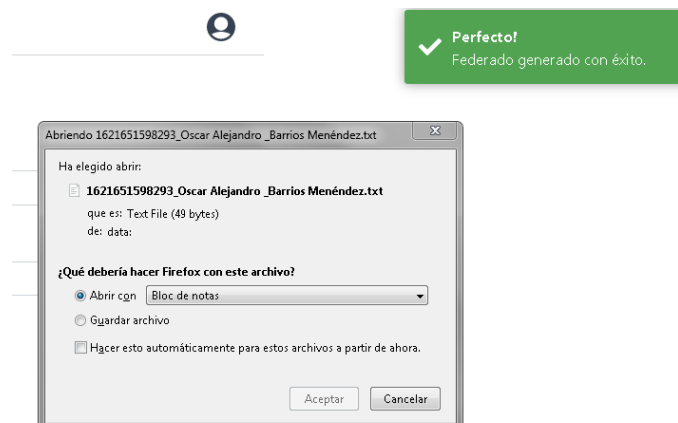 Perfecto!
Federado generado con éxito.
Abriendo 1621651598293_Oscar Alejandro _Barrios Menéndez.txt
Ha elegido abrir:
1621651598293_Oscar Alejandro _Barrios Menéndez.txt
que es: Text File (49 bytes)
de: data:
¿Qué debería hacer Firefox con este archivo?
Abrir con Bloc de notas
Guardar archivo
Hacer esto automáticamente para estos archivos a partir de ahora.
Aceptar Cancelar